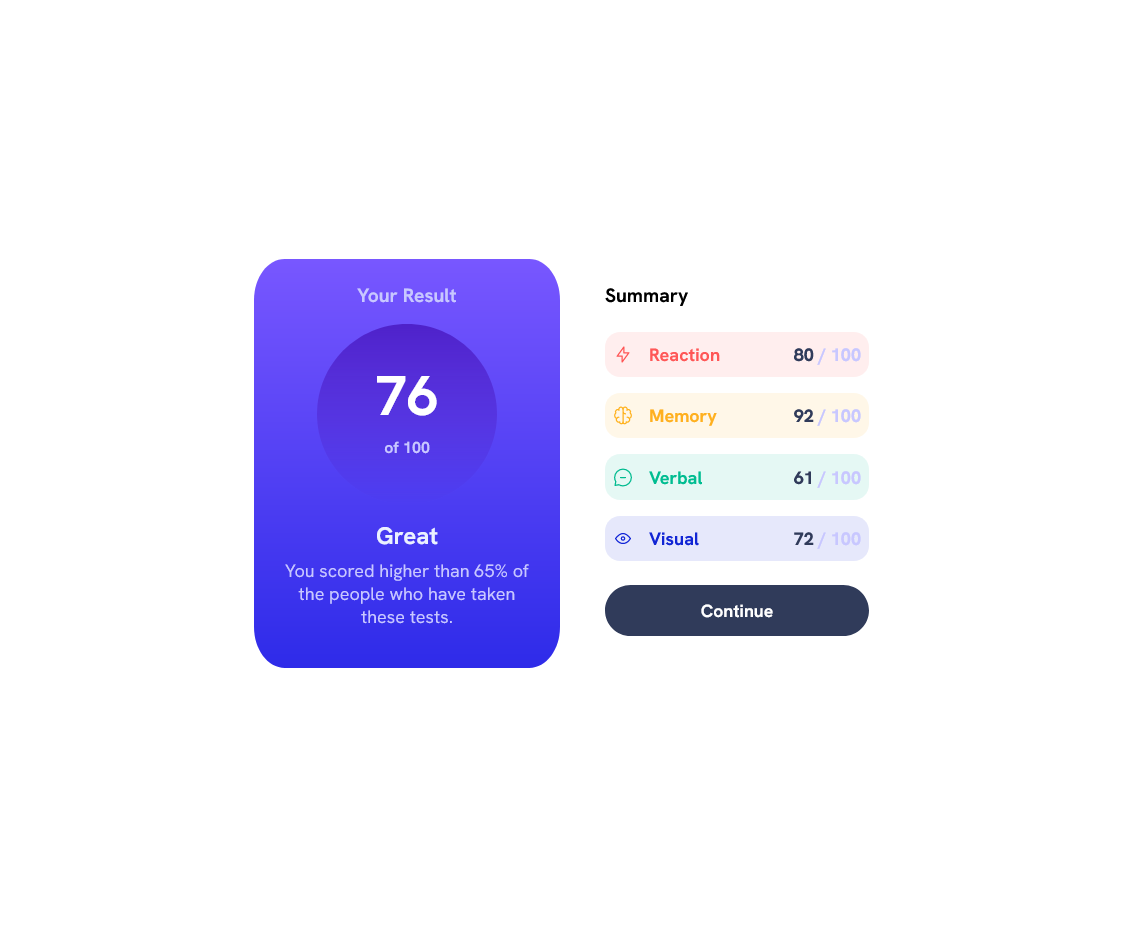 Your Result
76
of 100
Great
You scored higher than 65% of
the people who have taken
these tests.
Summary
Reaction 80 / 100
Memory 92 / 100
Verbal 61 / 100
Visual 72 / 100
Continue